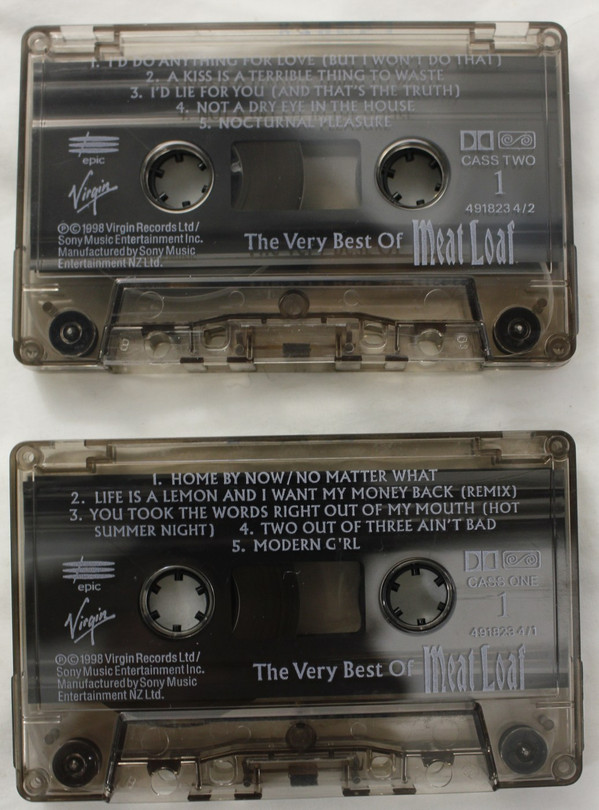 1. I'D DO ANYTHING FOR LOVE (BUT I WON'T DO THAT)
2. A KISS IS A TERRIBLE THING TO WASTE
3. I'D LIE FOR YOU (AND THAT'S THE TRUTH)
4. NOT A DRY EYE IN THE HOUSE
5. NOCTURNAL PLEASURE
epic
Virgin
CASS TWO
1
491823 4/2
℗© 1998 Virgin Records Ltd/
Sony Music Entertainment Inc.
Manufactured by Sony Music
Entertainment NZ Ltd.
The Very Best Of Meat Loaf
1. HOME BY NOW/NO MATTER WHAT
2. LIFE IS A LEMON AND I WANT MY MONEY BACK (REMIX)
3. YOU TOOK THE WORDS RIGHT OUT OF MY MOUTH (HOT
SUMMER NIGHT) 4. TWO OUT OF THREE AIN'T BAD
5. MODERN G'RL
epic
Virgin
CASS ONE
1
491823 4/1
℗© 1998 Virgin Records Ltd/
Sony Music Entertainment Inc.
Manufactured by Sony Music
Entertainment NZ Ltd.
The Very Best Of Meat Loaf